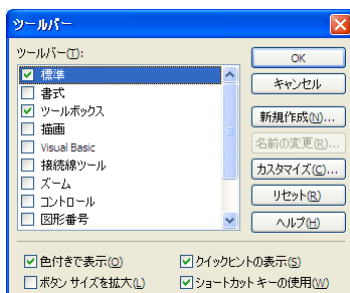 ツールバー
ツールバー(T):
標準
書式
ツールボックス
描画
Visual Basic
接続線ツール
ズーム
コントロール
図形番号
OK
キャンセル
新規作成(N)...
名前の変更(R)...
カスタマイズ(C)...
リセット(R)
ヘルプ(H)
色付きで表示(O)
クイックヒントの表示(S)
ボタン サイズを拡大(L)
ショートカット キーの使用(W)